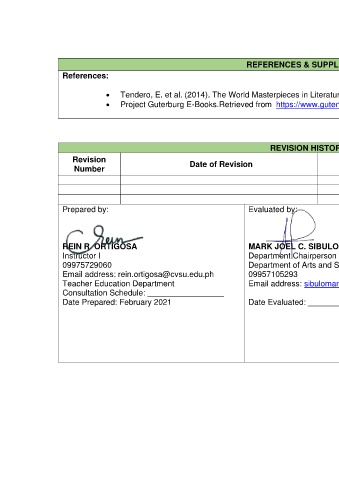 REFERENCES & SUPPL
References:
• Tendero, E. et al. (2014). The World Masterpieces in Literatur
• Project Guterburg E-Books.Retrieved from https://www.guter
REVISION HISTOR
Revision Number
Date of Revision
Prepared by:
REIN R. ORTIGOSA
Instructor I
09975729060
Email address: rein.ortigosa@cvsu.edu.ph
Teacher Education Department
Consultation Schedule: ___________________
Date Prepared: February 2021
Evaluated by:
MARK JOEL C. SIBULO
Department Chairperson
Department of Arts and S
09957105293
Email address: sibulomar
Date Evaluated: ________